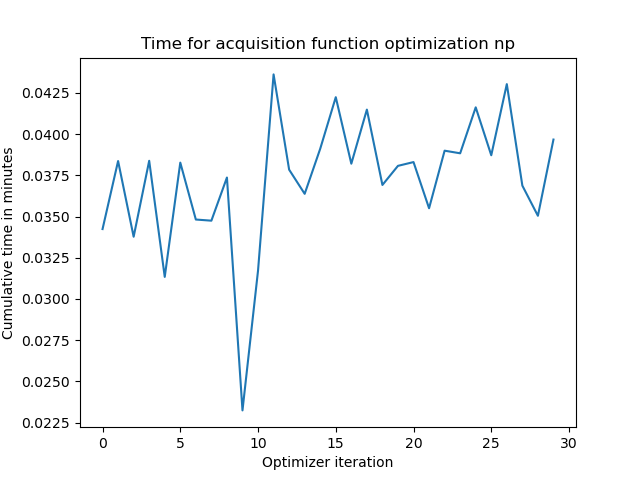 Time for acquisition function optimization np
Cumulative time in minutes
0.0425
0.0400
0.0375
0.0350
0.0325
0.0300
0.0275
0.0250
0.0225
0 5 10 15 20 25 30
Optimizer iteration